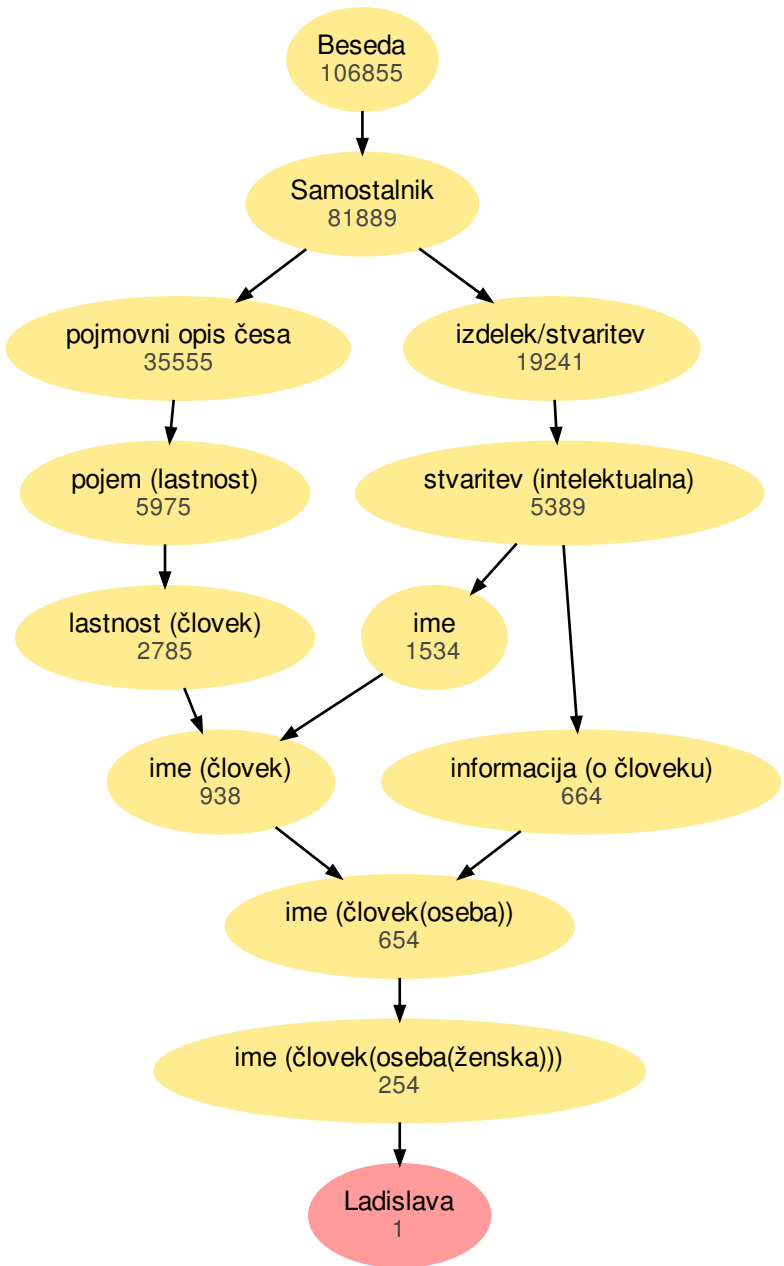 Beseda
106855
Samostalnik
81889
pojmovni opis česa
35555
izdelek/stvaritev
19241
pojem (lastnost)
5975
stvaritev (intelektualna)
5389
lastnost (človek)
2785
ime
1534
ime (človek)
938
informacija (o človeku)
664
ime (človek(oseba))
654
ime (človek(oseba(ženska)))
254
Ladislava
1